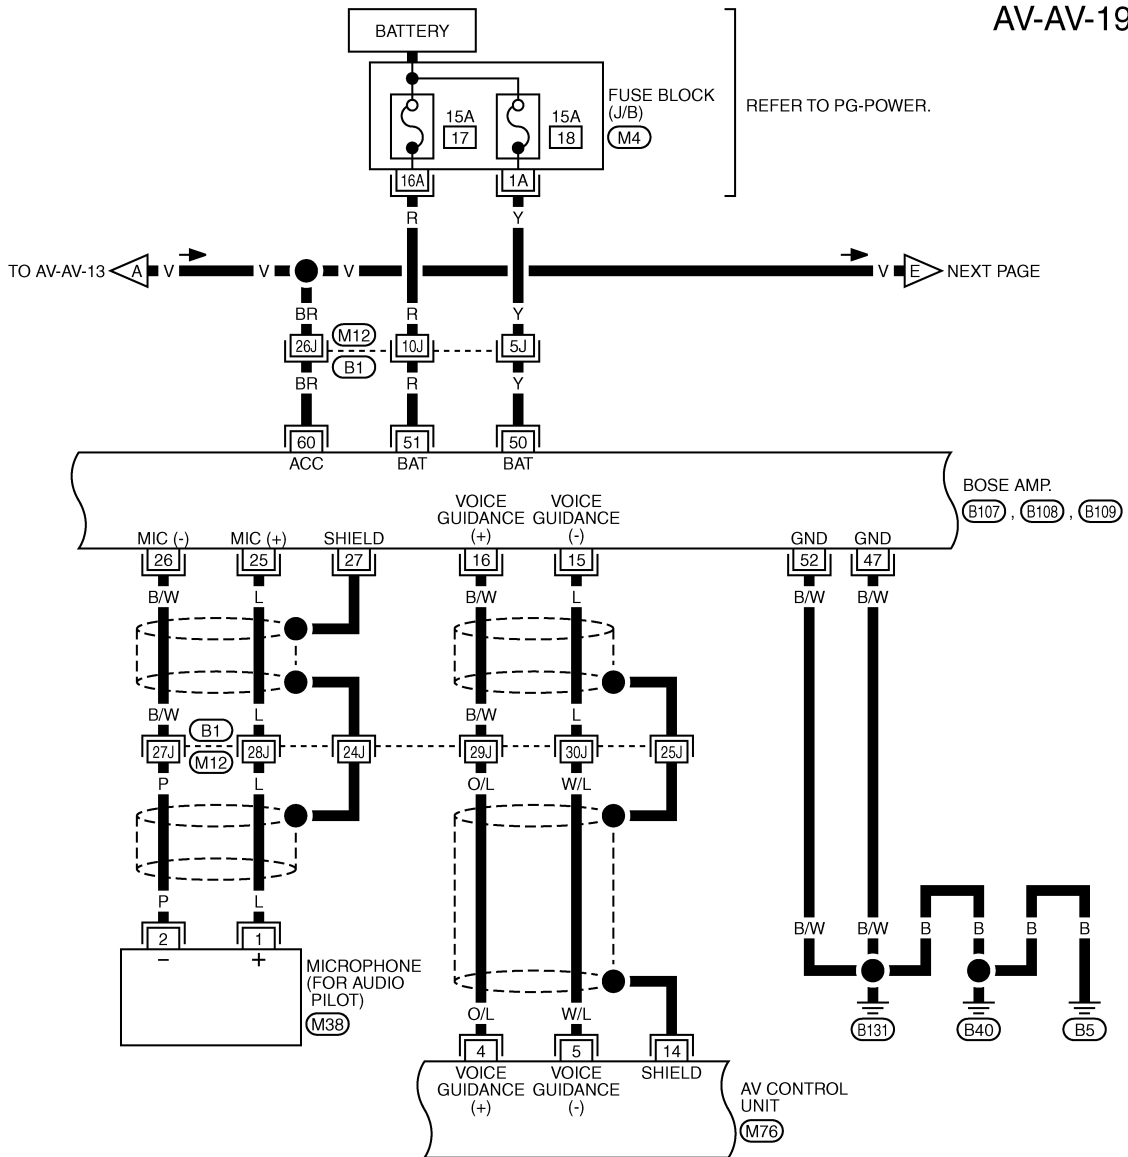 AV-AV-19
BATTERY
FUSE BLOCK
(J/B)
M4
15A
17
15A
18
REFER TO PG-POWER.
16A
1A
R
Y
TO AV-AV-13
A
V
V
V
V
E
NEXT PAGE
BR
R
Y
M12
26J
10J
5J
B1
BR
R
Y
60
51
50
ACC
BAT
BAT
BOSE AMP.
B107 , B108 , B109
VOICE
GUIDANCE
(+)
VOICE
GUIDANCE
(-)
MIC (-)
MIC (+)
SHIELD
GND
GND
26
25
27
16
15
52
47
B/W
L
B/W
L
B/W
B/W
B/W
L
B/W
L
B1
27J
28J
24J
29J
30J
25J
M12
P
L
O/L
W/L
P
L
B/W
B/W
B
B
B
B
2
1
−
+
MICROPHONE
(FOR AUDIO
PILOT)
M38
O/L
W/L
B131
B40
B5
4
5
14
VOICE
GUIDANCE
(+)
VOICE
GUIDANCE
(-)
SHIELD
AV CONTROL
UNIT
M76